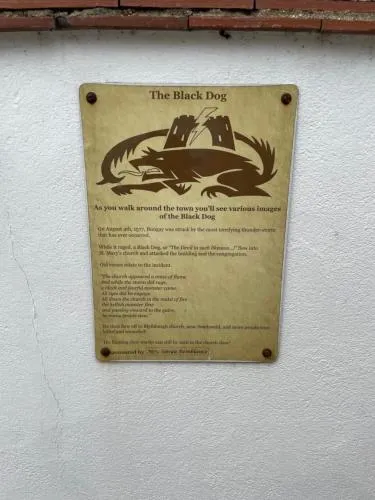 The Black Dog
As you walk around the town you'll see various images
of the Black Dog
On August 4th, 1577, Bungay was struck by the most terrifying thunder-storm
that has ever occurred.
While it raged, a Black Dog, or "The Devil in such likeness...!" flew into
St. Mary's church and attacked the building and the congregation.
Old verses relate to the incident.
"The church appeared a mass of flame
and while the storm did rage,
a black and fearful monster came
All eyes did he engage
All down the church in the midst of fire
the hellish monster flew
and passing onward to the quire,
he many people slew."
He then flew off to Blythburgh church, near Southwold, and more people were
killed and wounded!
His flaming claw marks can still be seen in the church door!
Sponsored by